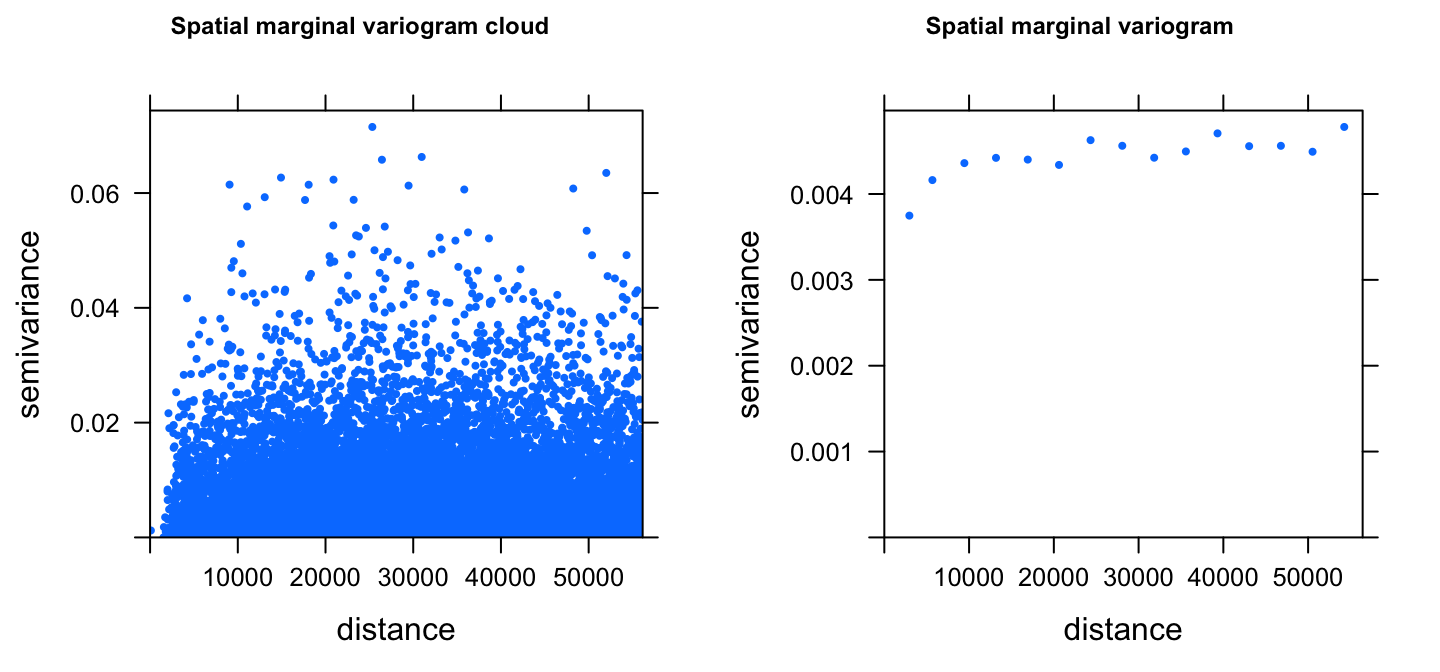 Spatial marginal variogram cloud
semivariance
0.06
0.04
0.02
10000 20000 30000 40000 50000
distance
Spatial marginal variogram
semivariance
0.004
0.003
0.002
0.001
10000 20000 30000 40000 50000
distance